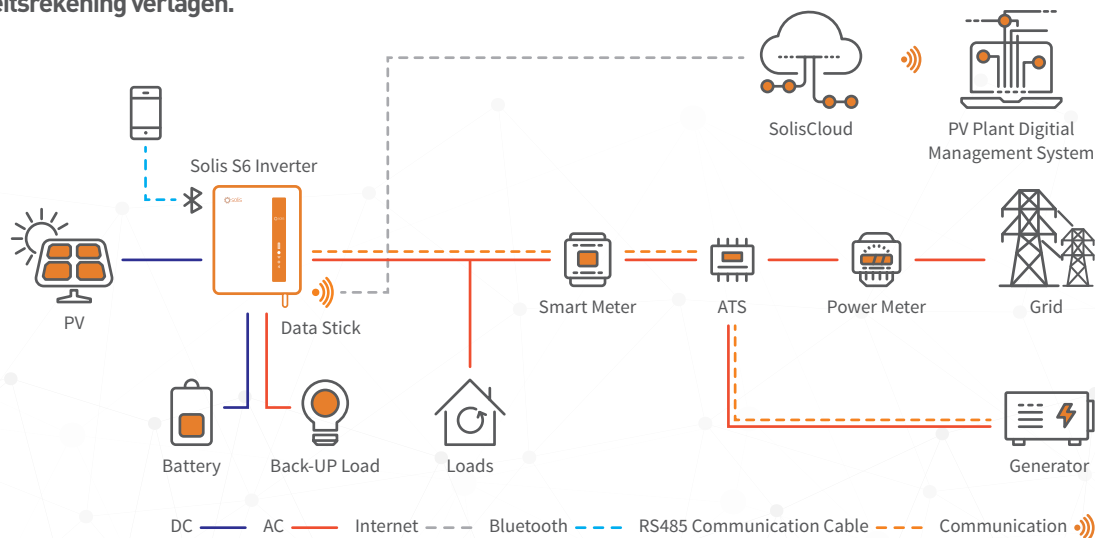 eitsrekening verlagen.
SolisCloud
PV Plant Digitial
Management System
Solis S6 Inverter
solis
PV
Data Stick
Smart Meter
ATS
Power Meter
Grid
Battery
Back-UP Load
Loads
Generator
DC AC Internet Bluetooth RS485 Communication Cable Communication